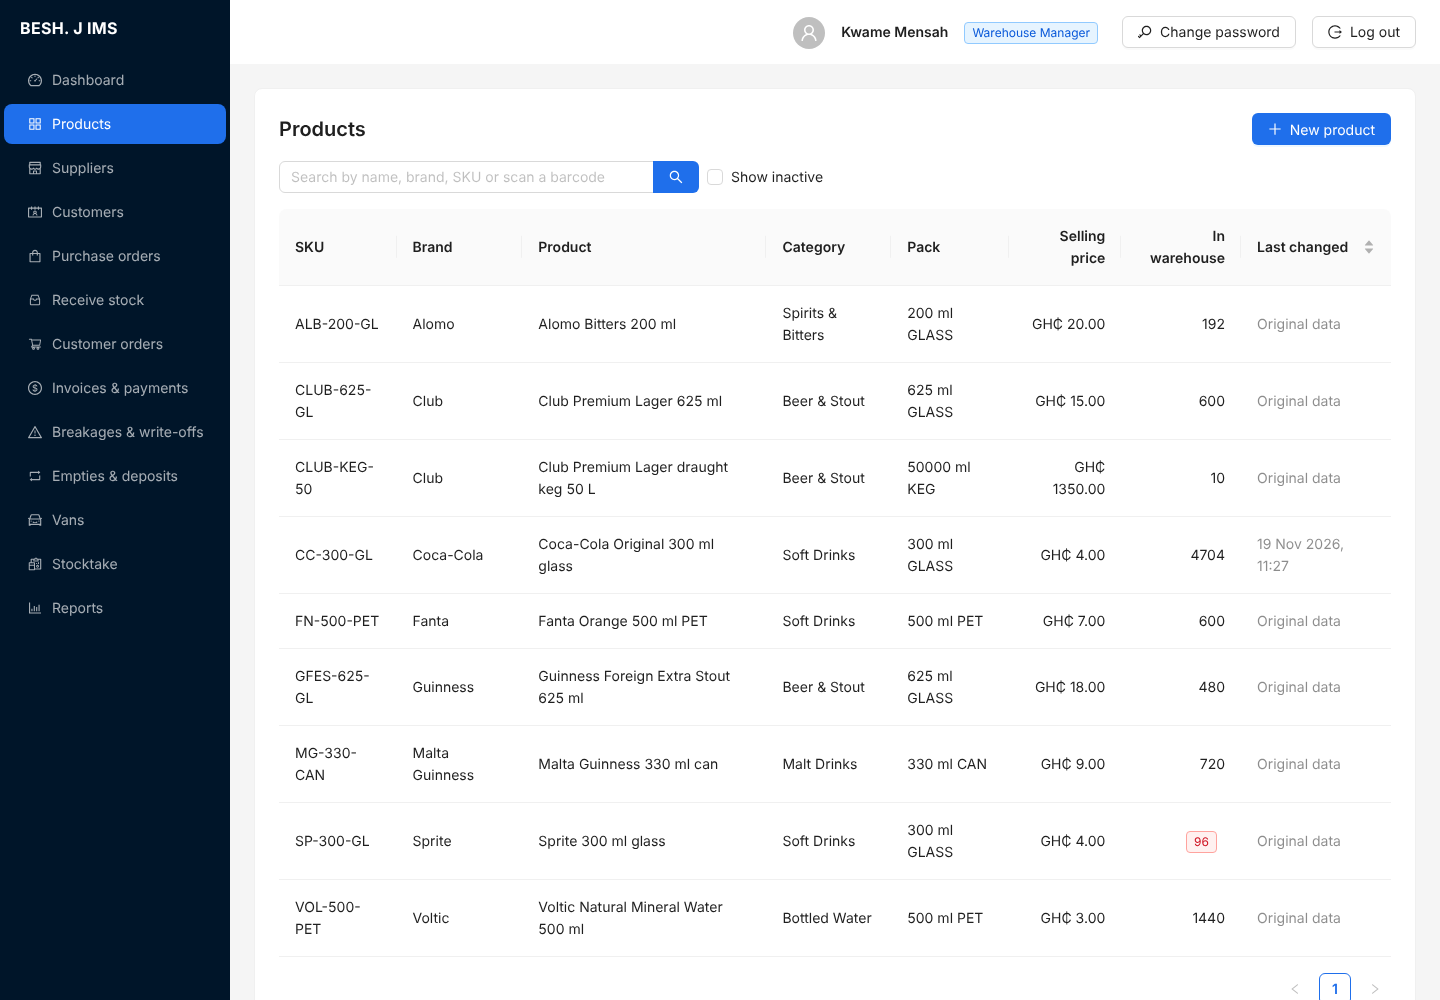 BESH. J IMS
Dashboard
Products
Suppliers
Customers
Purchase orders
Receive stock
Customer orders
Invoices & payments
Breakages & write-offs
Empties & deposits
Vans
Stocktake
Reports
Kwame Mensah
Warehouse Manager
Change password
Log out
Products
New product
Search by name, brand, SKU or scan a barcode
Show inactive
SKU Brand Product Category Pack Selling price In warehouse Last changed
ALB-200-GL Alomo Alomo Bitters 200 ml Spirits & Bitters 200 ml GLASS GH₵ 20.00 192 Original data
CLUB-625-GL Club Club Premium Lager 625 ml Beer & Stout 625 ml GLASS GH₵ 15.00 600 Original data
CLUB-KEG-50 Club Club Premium Lager draught keg 50 L Beer & Stout 50000 ml KEG GH₵ 1350.00 10 Original data
CC-300-GL Coca-Cola Coca-Cola Original 300 ml glass Soft Drinks 300 ml GLASS GH₵ 4.00 4704 19 Nov 2026, 11:27
FN-500-PET Fanta Fanta Orange 500 ml PET Soft Drinks 500 ml PET GH₵ 7.00 600 Original data
GFES-625-GL Guinness Guinness Foreign Extra Stout 625 ml Beer & Stout 625 ml GLASS GH₵ 18.00 480 Original data
MG-330-CAN Malta Guinness Malta Guinness 330 ml can Malt Drinks 330 ml CAN GH₵ 9.00 720 Original data
SP-300-GL Sprite Sprite 300 ml glass Soft Drinks 300 ml GLASS GH₵ 4.00 96 Original data
VOL-500-PET Voltic Voltic Natural Mineral Water 500 ml Bottled Water 500 ml PET GH₵ 3.00 1440 Original data
1